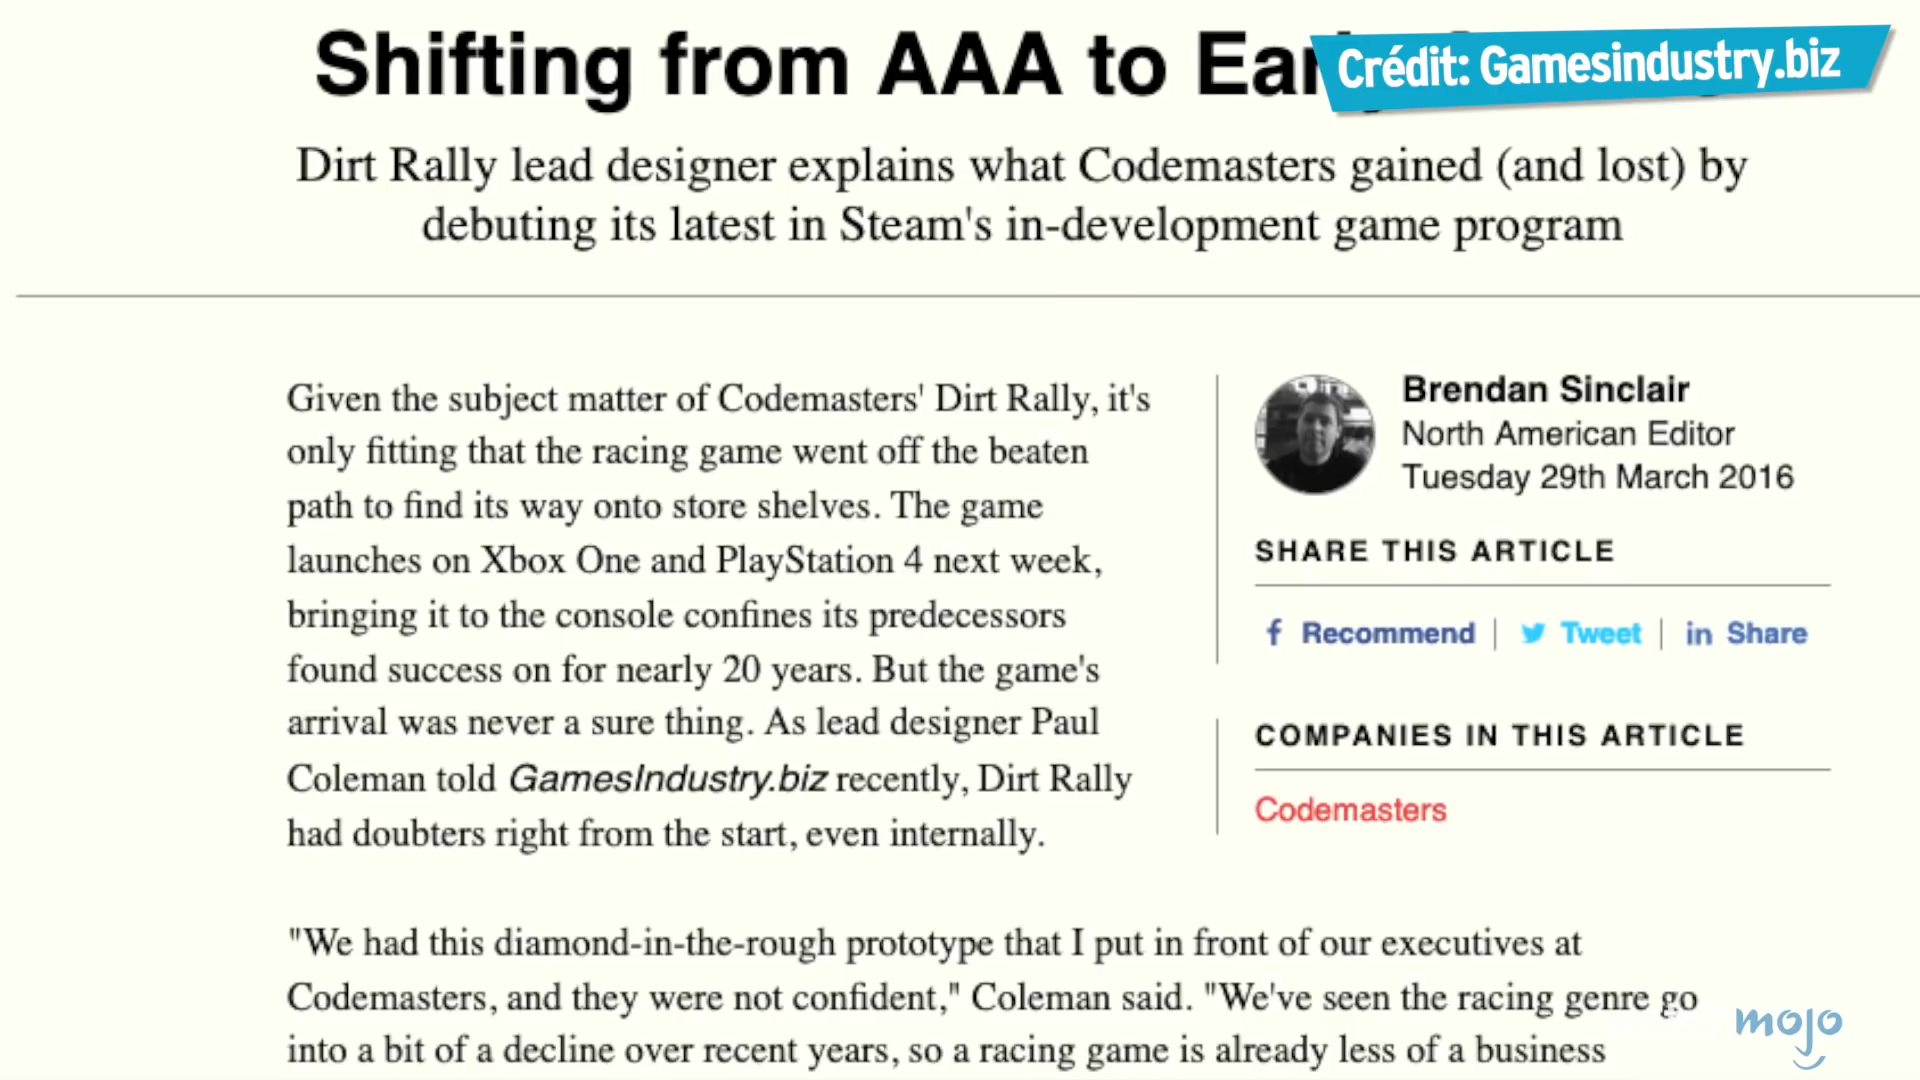 Shifting from AAA to
Crédit: Gamesindustry.biz
Dirt Rally lead designer explains what Codemasters gained (and lost) by
debuting its latest in Steam's in-development game program
Given the subject matter of Codemasters' Dirt Rally, it's
only fitting that the racing game went off the beaten
path to find its way onto store shelves. The game
launches on Xbox One and PlayStation 4 next week,
bringing it to the console confines its predecessors
found success on for nearly 20 years. But the game's
arrival was never a sure thing. As lead designer Paul
Coleman told GamesIndustry.biz recently, Dirt Rally
had doubters right from the start, even internally.
Brendan Sinclair
North American Editor
Tuesday 29th March 2016
SHARE THIS ARTICLE
f Recommend | Tweet | in Share
COMPANIES IN THIS ARTICLE
Codemasters
"We had this diamond-in-the-rough prototype that I put in front of our executives at
Codemasters, and they were not confident," Coleman said. "We've seen the racing genre go
into a bit of a decline over recent years, so a racing game is already less of a business
mojo